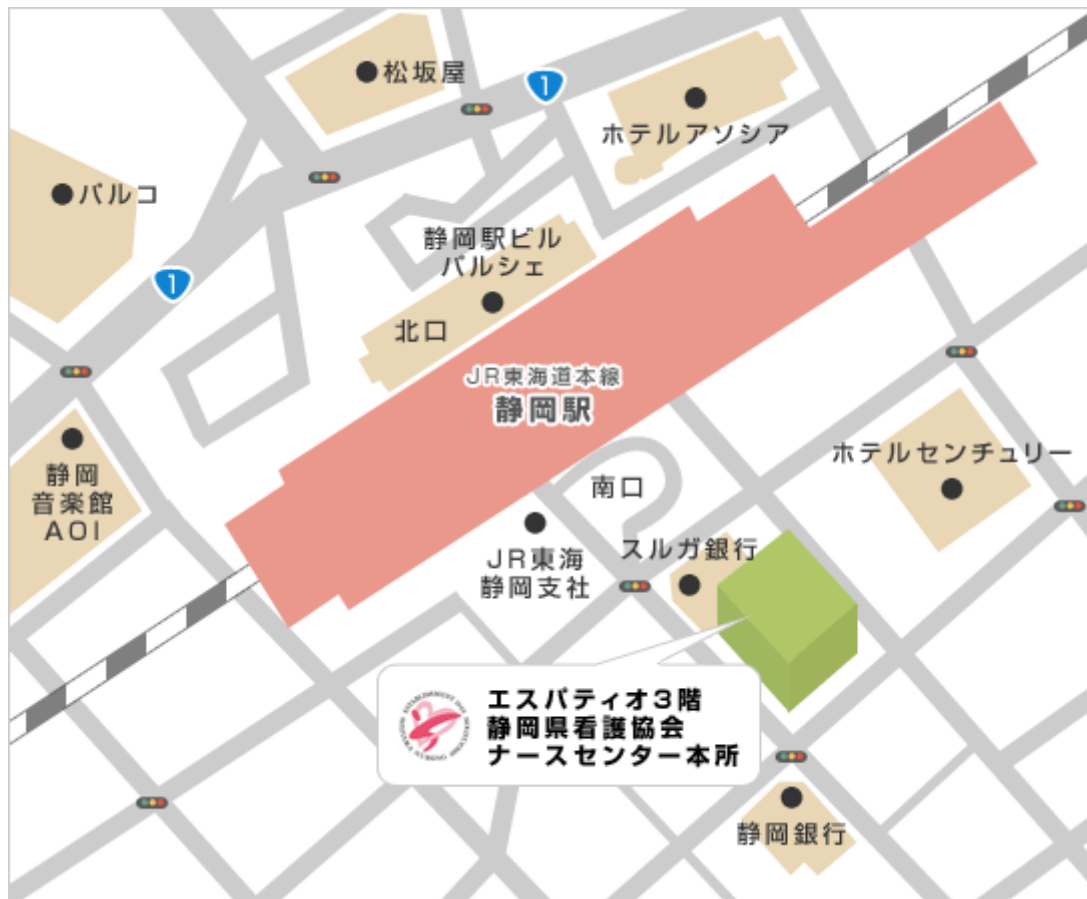 松坂屋
1
ホテルアソシア
パルコ
静岡駅ビル
パルシェ
1
北口
JR東海道本線
静岡駅
静岡
音楽館
AOI
ホテルセンチュリー
南口
スルガ銀行
JR東海
静岡支社
エスパティオ3階
静岡県看護協会
ナースセンター本所
静岡銀行